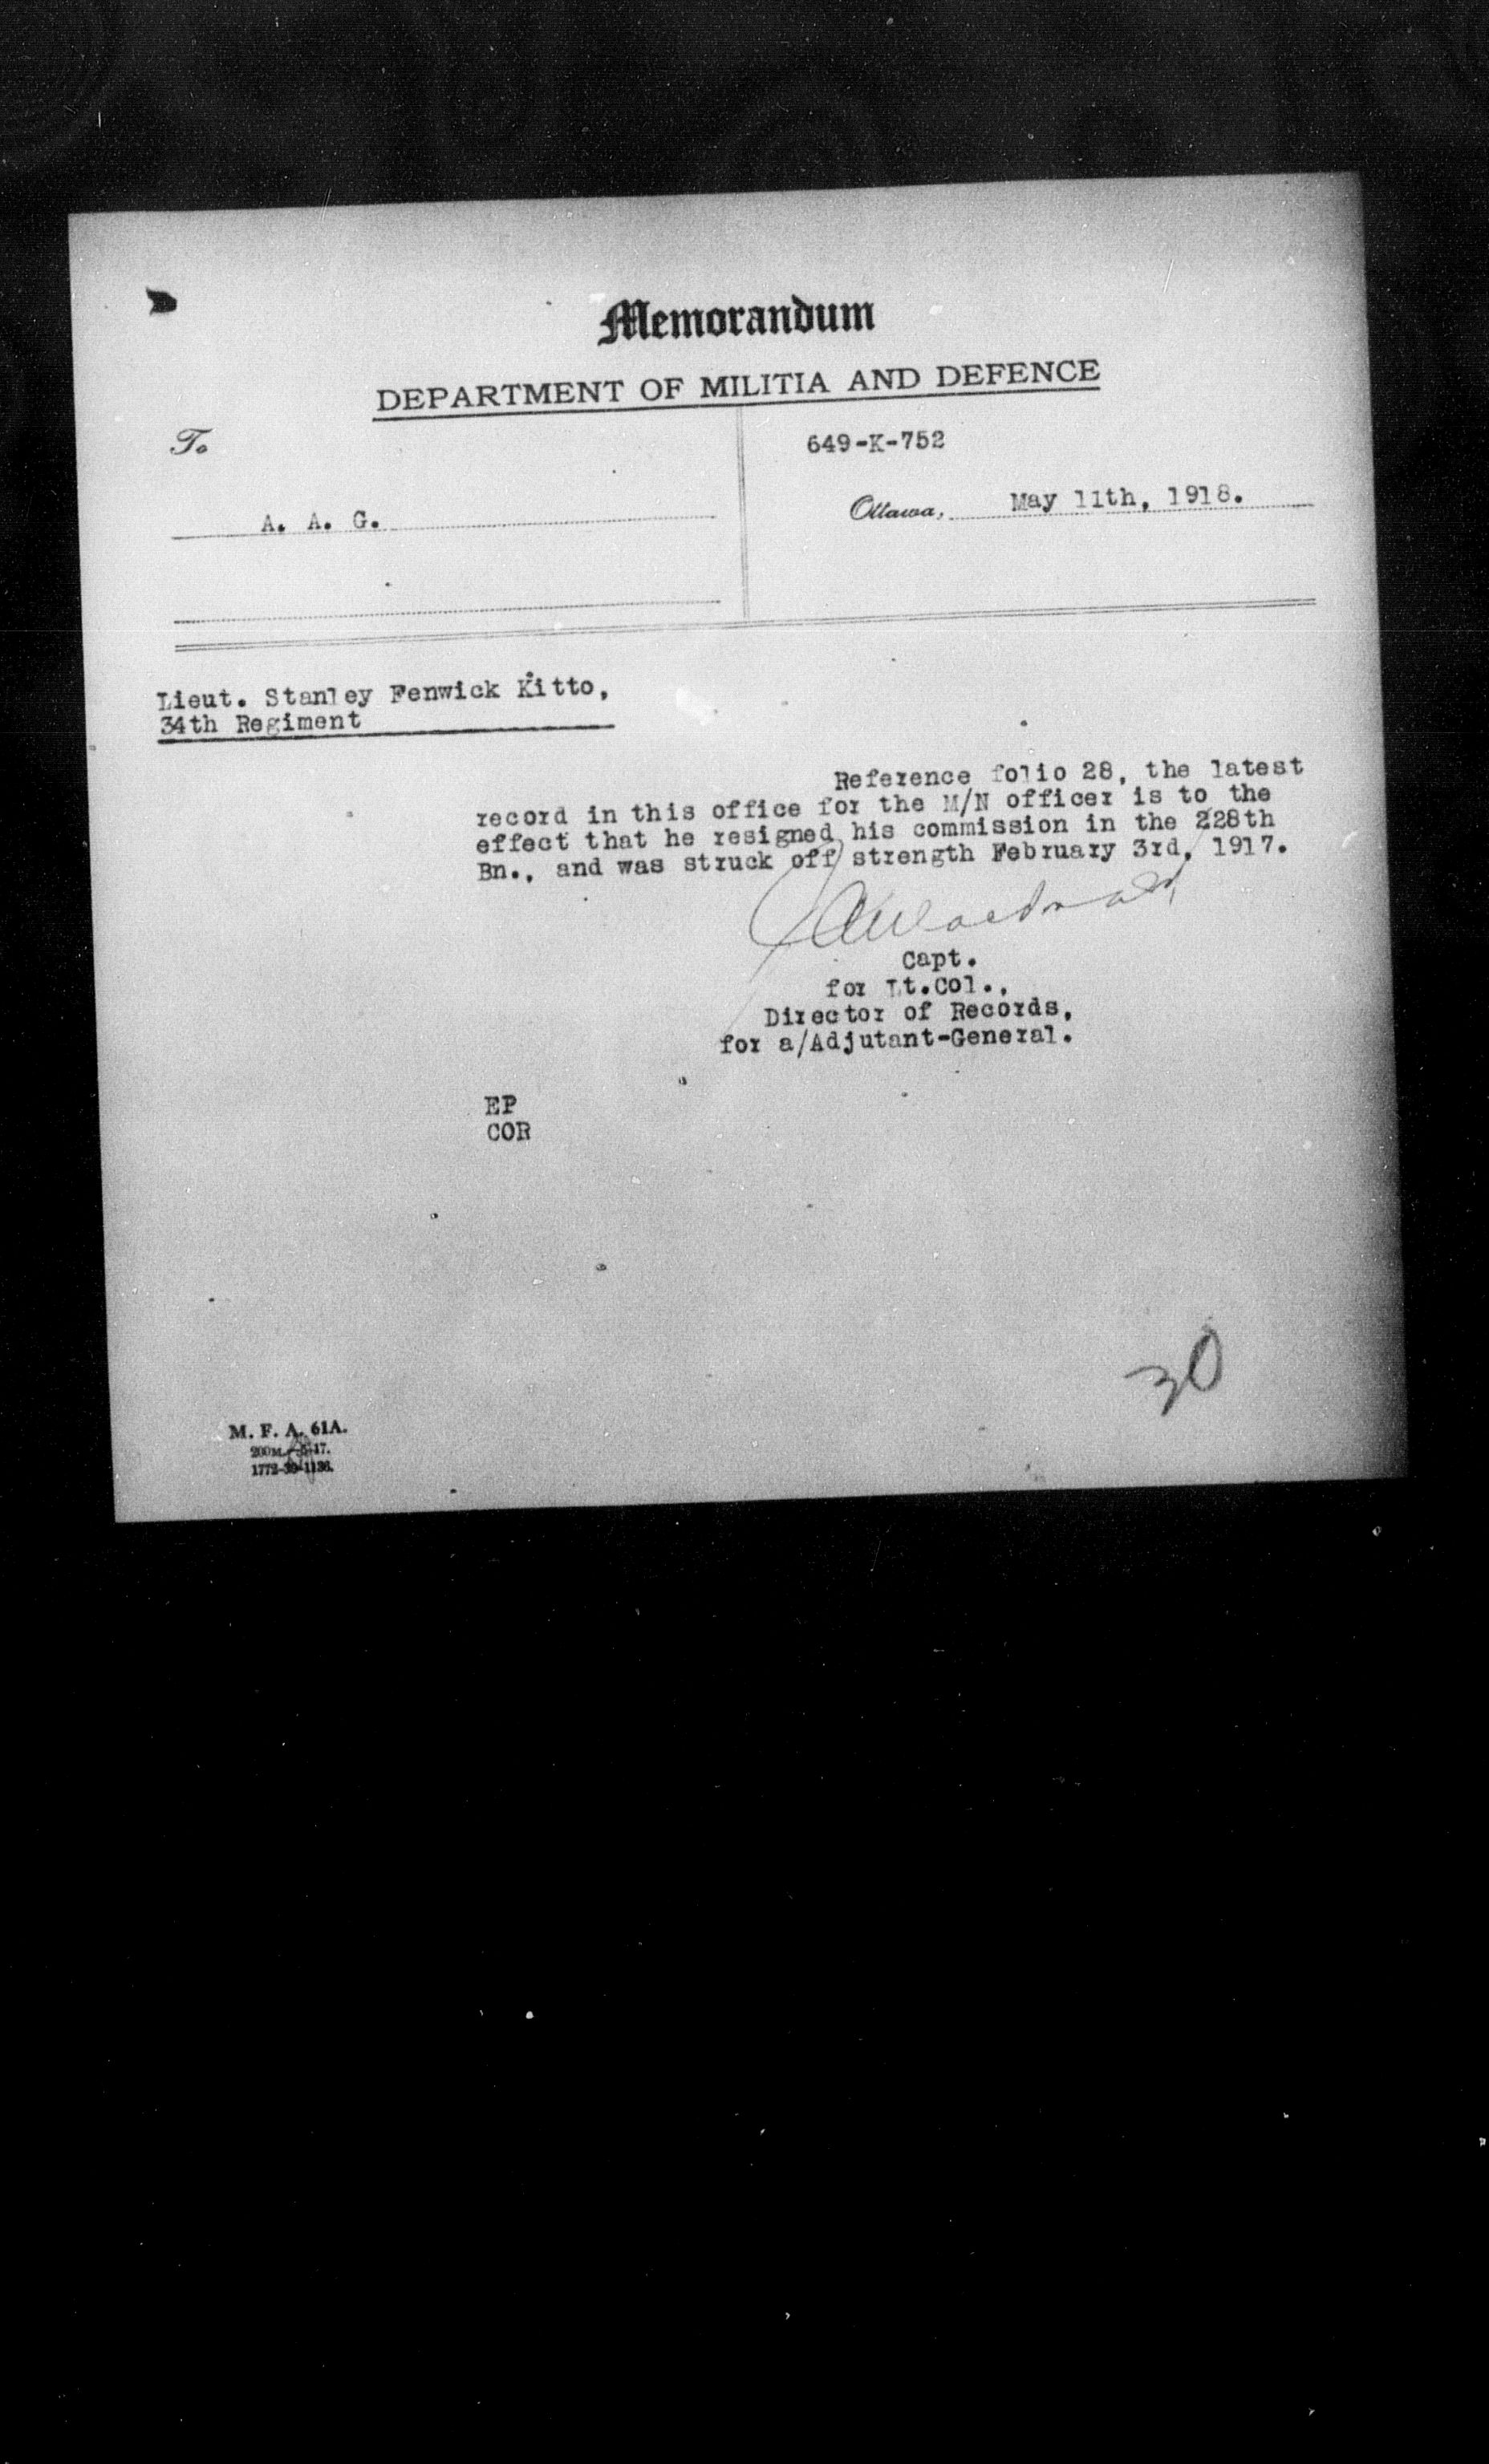 Memorandum
DEPARTMENT OF MILITIA AND DEFENCE
To
649-K-752
A. A. G.
Ottawa, May 11th, 1918.
Lieut. Stanley Fenwick Kitto,
34th Regiment
Reference folio 28, the latest
record in this office for the M/N officer is to the
effect that he resigned his commission in the 228th
Bn., and was struck off strength February 3rd, 1917.
Capt.
for Lt.Col.,
Director of Records,
for a/Adjutant-General.
EP
COR
30
M. F. A. 61A.